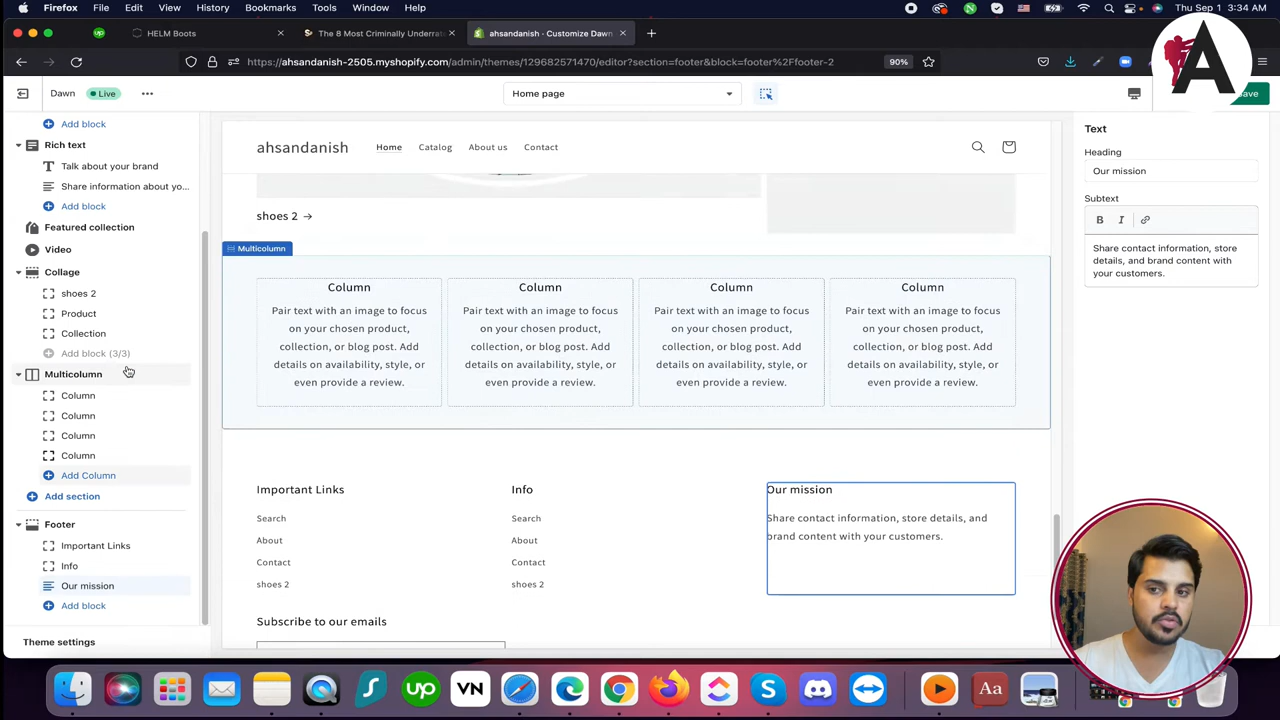 Firefox File Edit View History Bookmarks Tools Window Help Thu Sep 1 3:34 AM
HELM Boots
The 8 Most Criminally Underrat
ahsandanish · Customize Dawn
https://ahsandanish-2505.myshopify.com/admin/themes/129682571470/editor?section=footer&block=footer%2Ffooter-2
90%
Dawn Live
Home page
Add block
Rich text
Talk about your brand
Share information about yo...
Add block
Featured collection
Video
Collage
shoes 2
Product
Collection
Add block (3/3)
Multicolumn
Column
Column
Column
Column
Add Column
Add section
Footer
Important Links
Info
Our mission
Add block
Theme settings
ahsandanish Home Catalog About us Contact
shoes 2 →
Multicolumn
Column
Pair text with an image to focus
on your chosen product,
collection, or blog post. Add
details on availability, style, or
even provide a review.
Column
Pair text with an image to focus
on your chosen product,
collection, or blog post. Add
details on availability, style, or
even provide a review.
Column
Pair text with an image to focus
on your chosen product,
collection, or blog post. Add
details on availability, style, or
even provide a review.
Column
Pair text with an image to focus
on your chosen product,
collection, or blog post. Add
details on availability, style, or
even provide a review.
Important Links
Search
About
Contact
shoes 2
Info
Search
About
Contact
shoes 2
Our mission
Share contact information, store details, and
brand content with your customers.
Subscribe to our emails
Text
Heading
Our mission
Subtext
B I
Share contact information, store
details, and brand content with
your customers.
up
VN
Aa
A